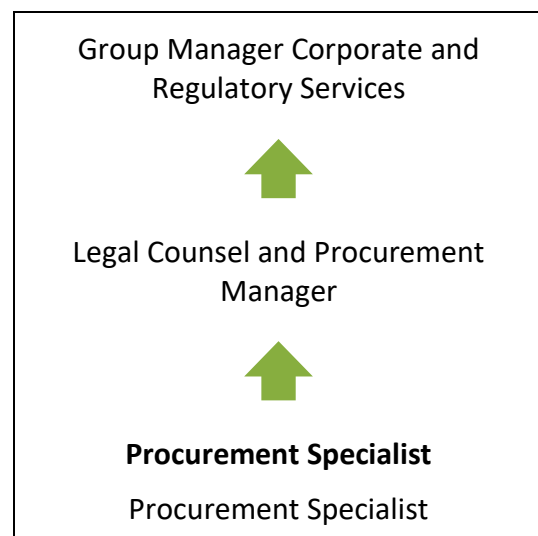 Group Manager Corporate and
Regulatory Services
Legal Counsel and Procurement
Manager
Procurement Specialist
Procurement Specialist